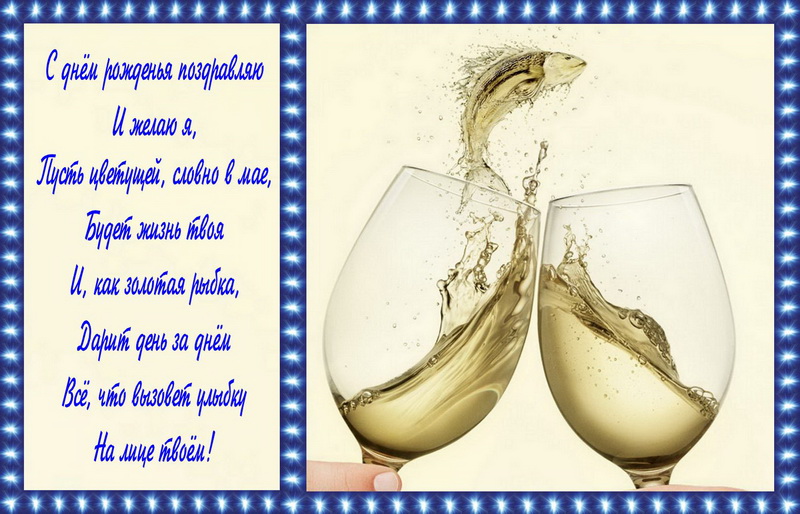 С днём рожденья поздравляю
И желаю я,
Пусть цветущей, словно в мае,
Будет жизнь твоя
И, как золотая рыбка,
Дарит день за днём
Всё, что вызовет улыбку
На лице твоём!